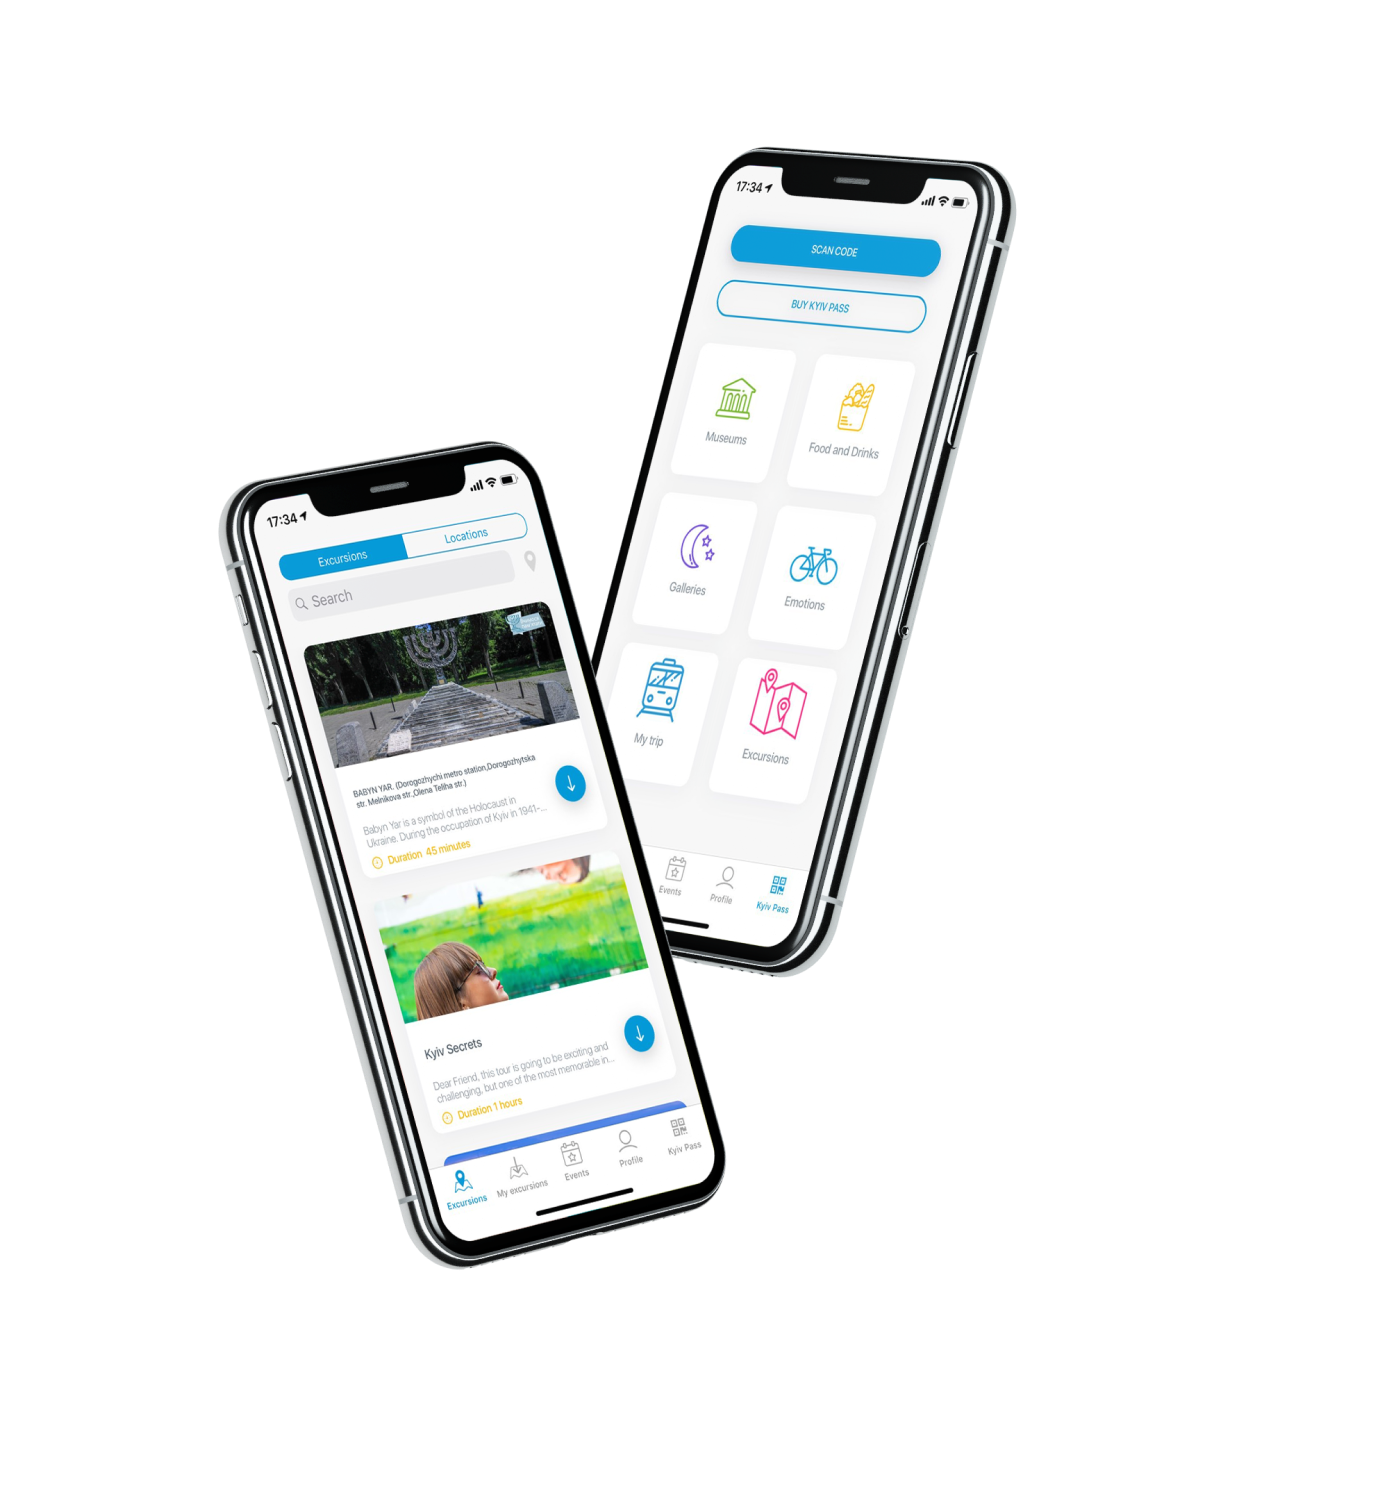 17:34
Excursions
Locations
Search
BABYN YAR. (Dorogozhychi metro station,Dorogozhytska
str. Melnikova str.,Olena Teliha str.)
Babyn Yar is a symbol of the Holocaust in
Ukraine. During the occupation of Kyiv in 1941-...
Duration 45 minutes
Kyiv Secrets
Dear Friend, this tour is going to be exciting and
challenging, but one of the most memorable in...
Duration 1 hours
Excursions
My excursions
Events
Profile
Kyiv Pass
17:34
SCAN CODE
BUY KYIV PASS
Museums
Food and Drinks
Galleries
Emotions
My trip
Excursions
Events
Profile
Kyiv Pass